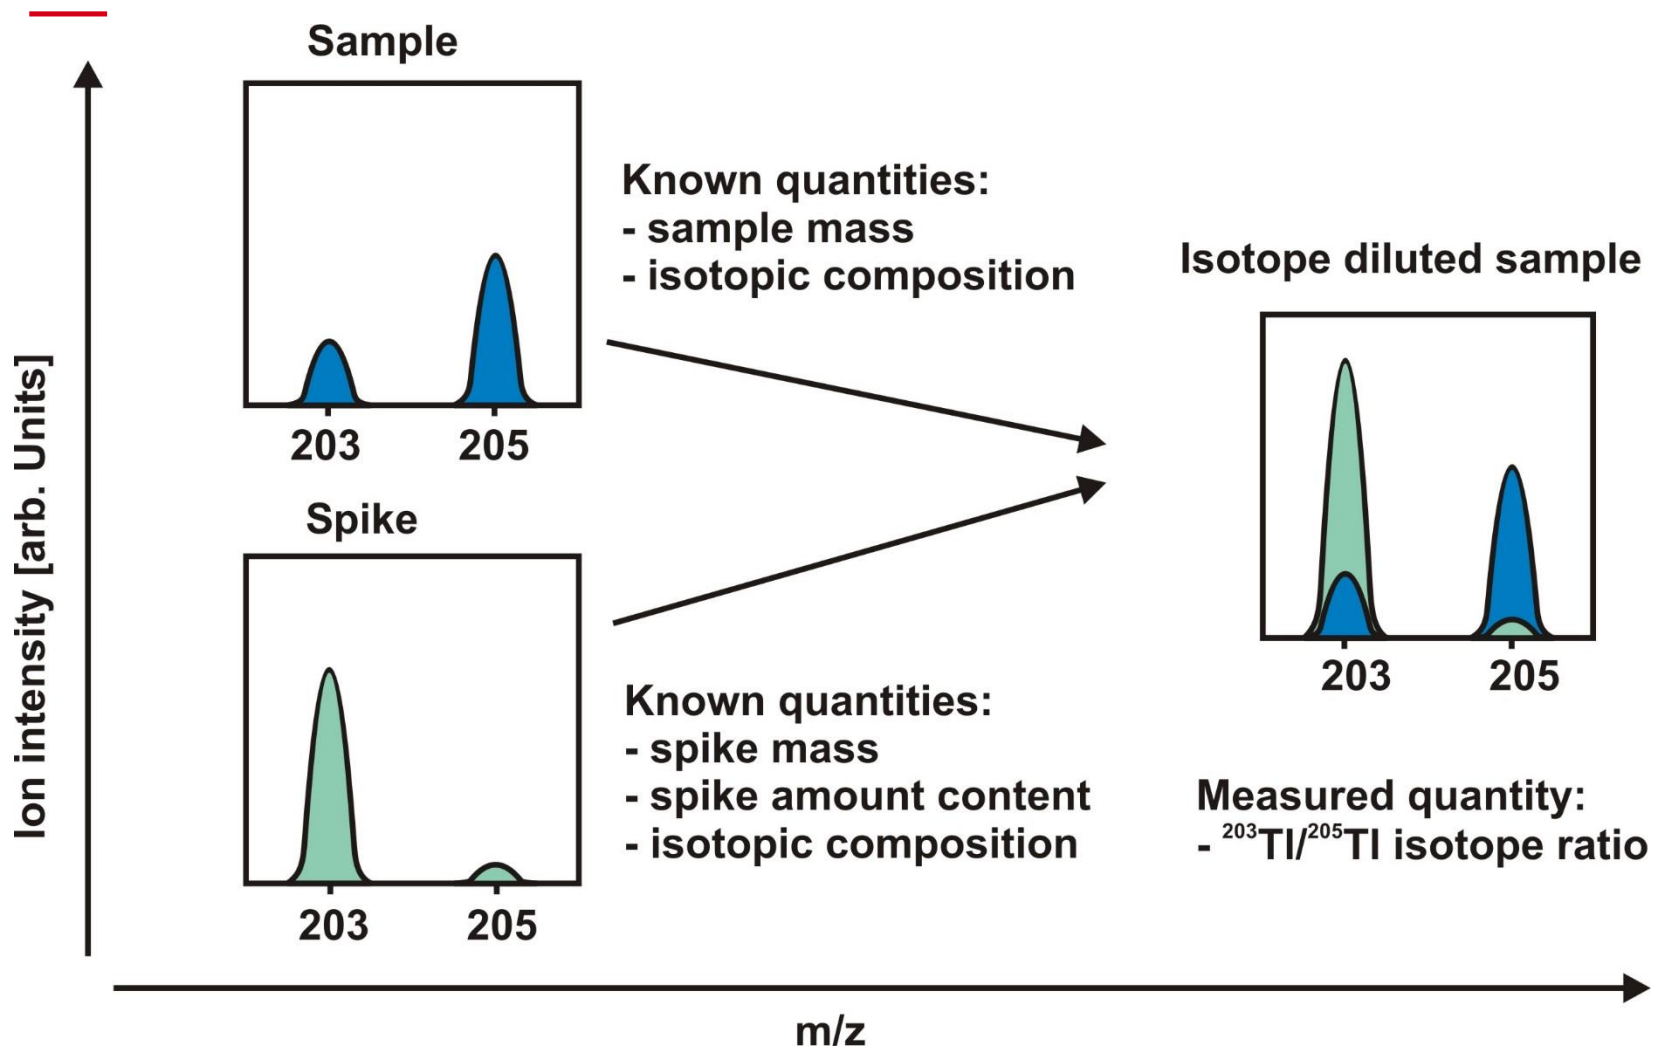 Sample
Known quantities:
- sample mass
- isotopic composition
203 205
Spike
Known quantities:
- spike mass
- spike amount content
- isotopic composition
203 205
Isotope diluted sample
203 205
Measured quantity:
- ²⁰³Tl/²⁰⁵Tl isotope ratio
Ion intensity [arb. Units]
m/z